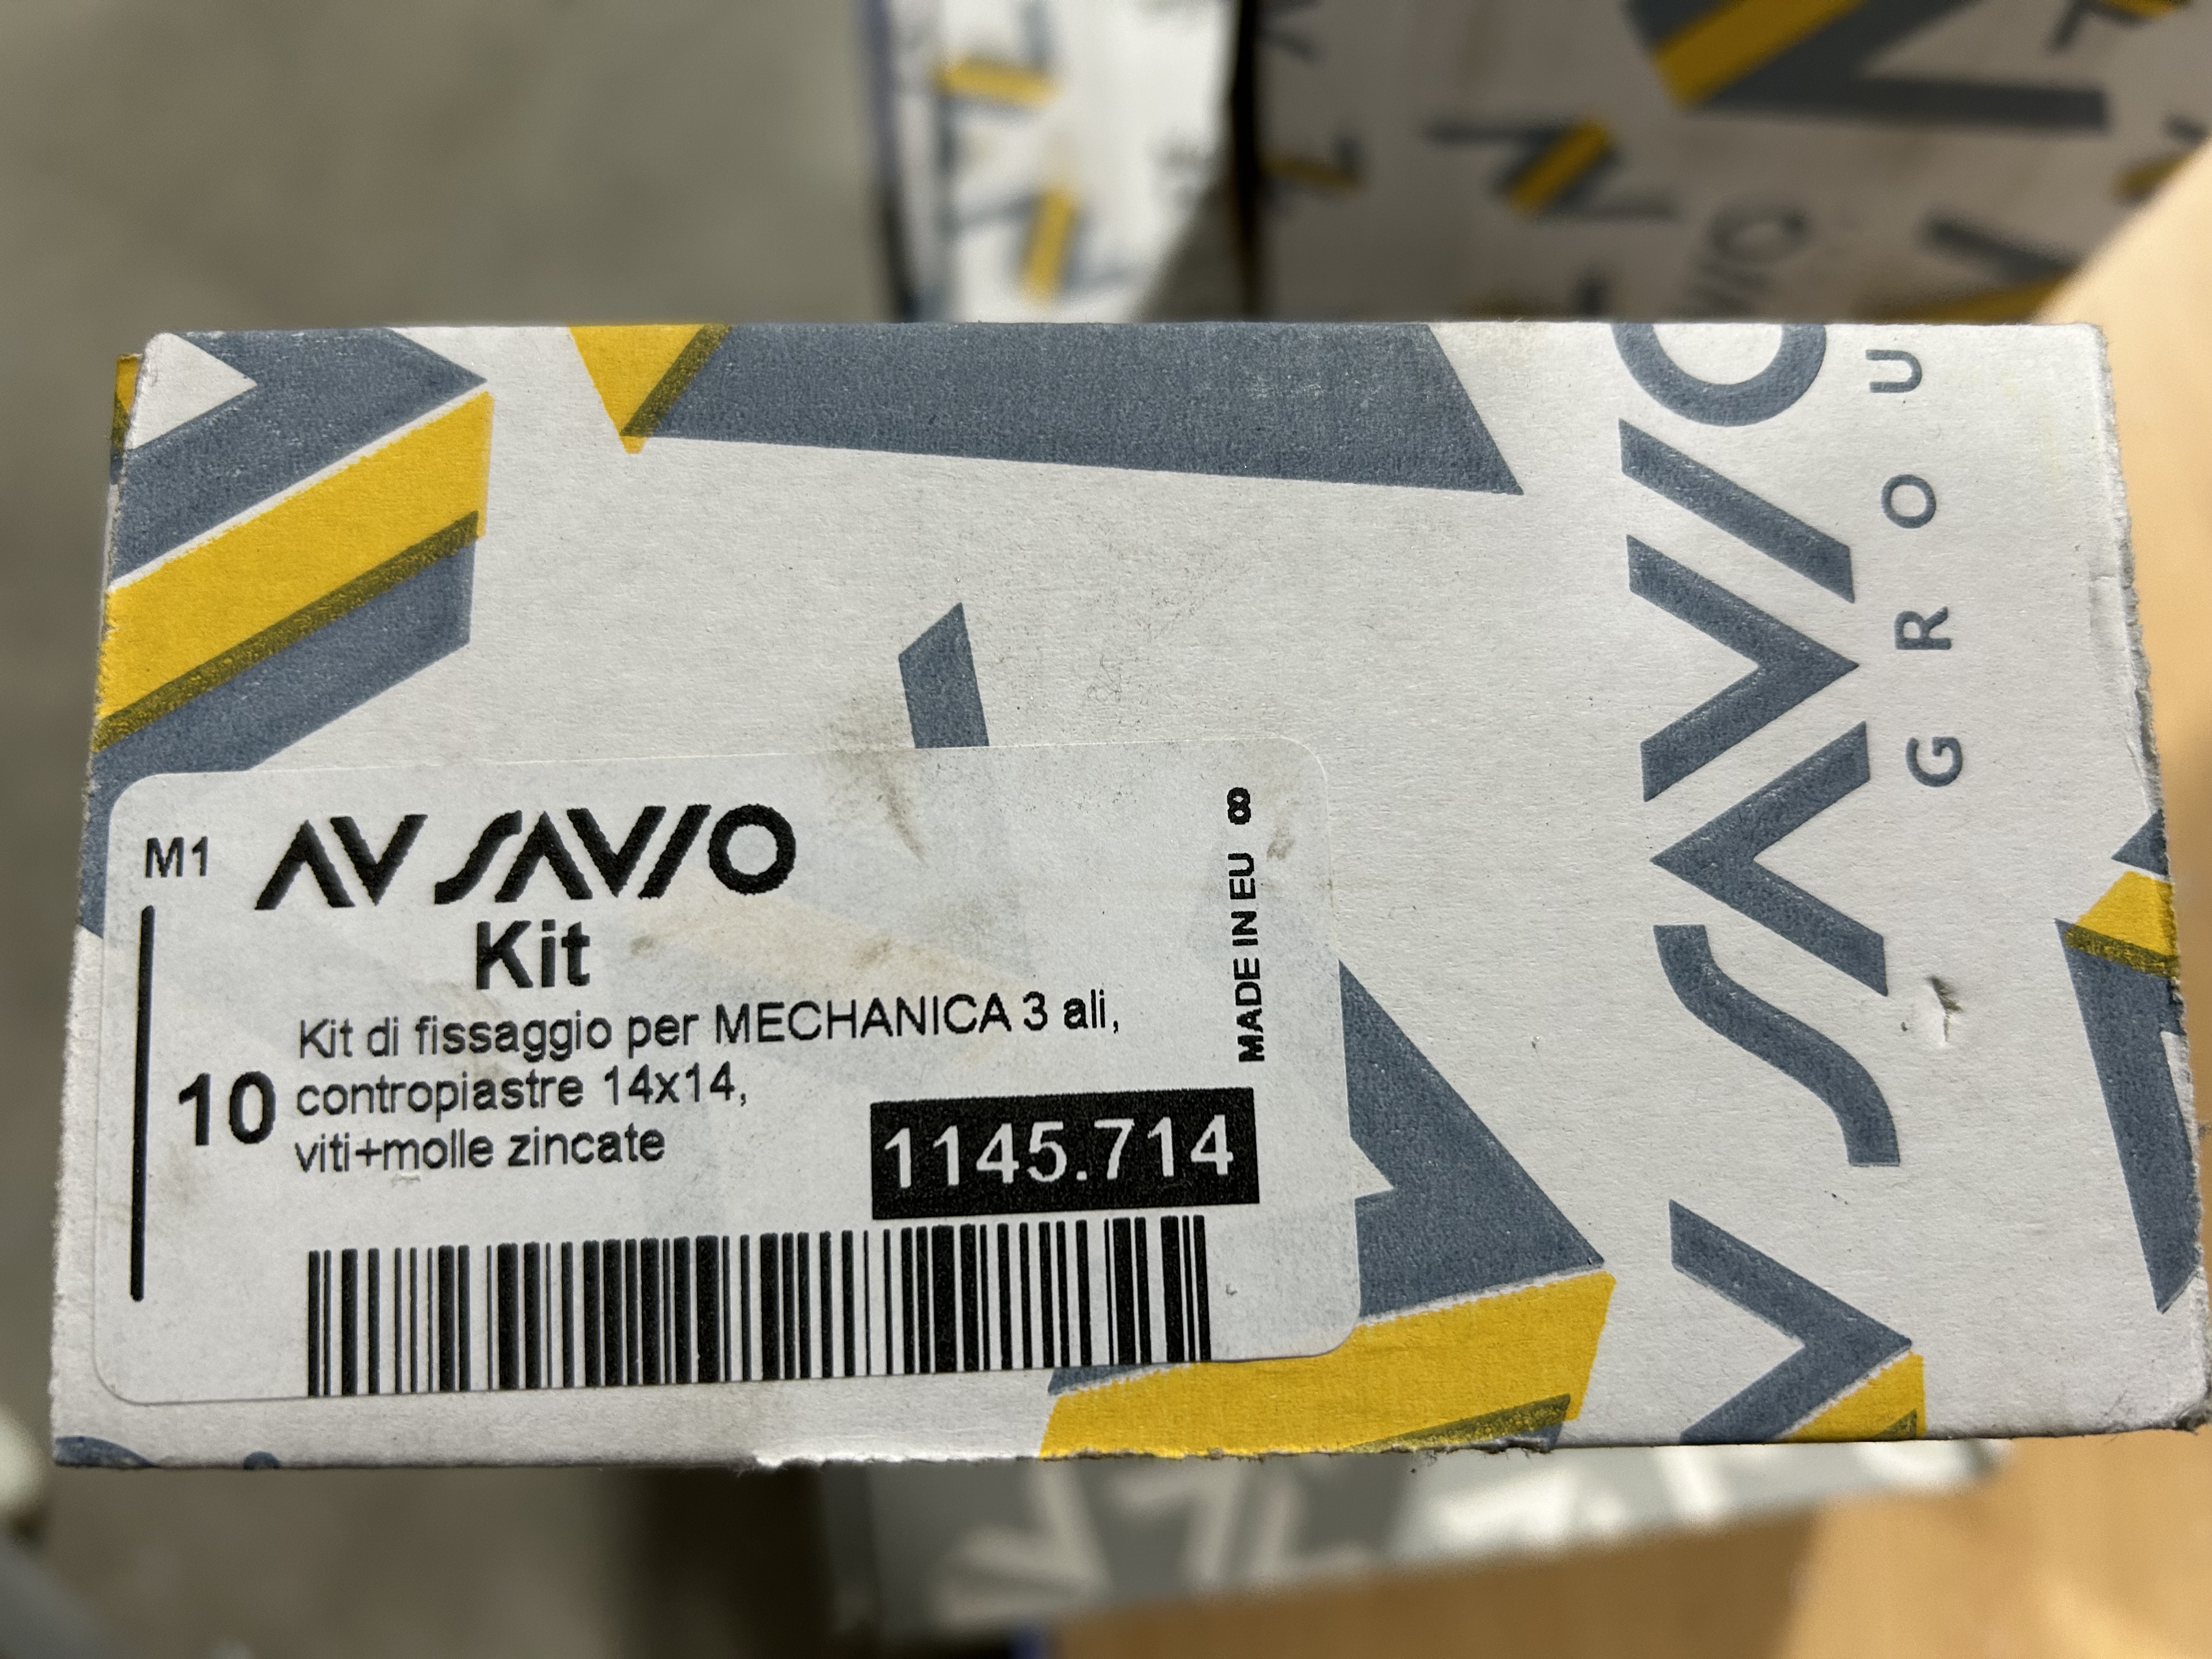 SAVIO
GROU
M1
AV SAVIO
Kit
Kit di fissaggio per MECHANICA 3 ali,
10
contropiastre 14x14,
viti+molle zincate
1145.714
MADE IN EU 8